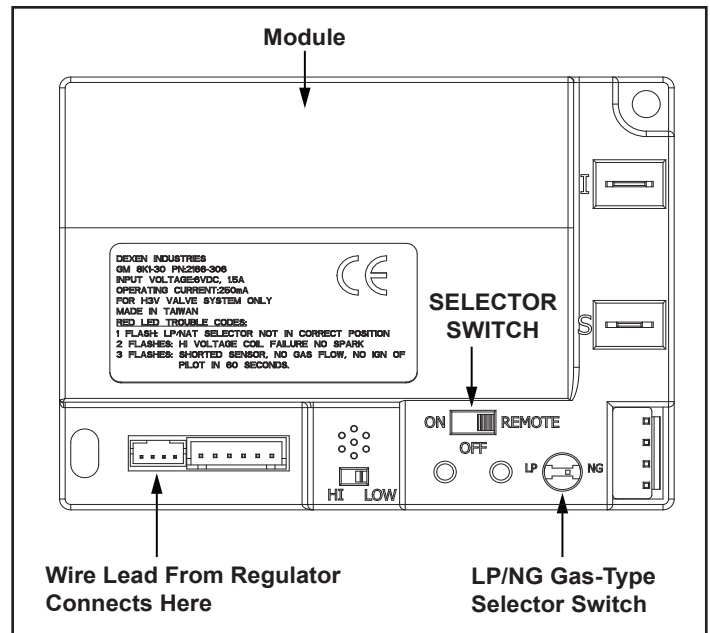 Module
I
DEXEN INDUSTRIES
GM 8K1-30 PN:2166-306
INPUT VOLTAGE:6VDC, 1.5A
OPERATING CURRENT:250mA
FOR H3V VALVE SYSTEM ONLY
MADE IN TAIWAN
RED LED TROUBLE CODES:
1 FLASH: LP/NAT SELECTOR NOT IN CORRECT POSITION
2 FLASHES: HI VOLTAGE COIL FAILURE NO SPARK
3 FLASHES: SHORTED SENSOR, NO GAS FLOW, NO IGN OF
PILOT IN 60 SECONDS.
CE
SELECTOR
SWITCH
S
ON REMOTE
OFF
LP NG
HI LOW
Wire Lead From Regulator
Connects Here
LP/NG Gas-Type
Selector Switch